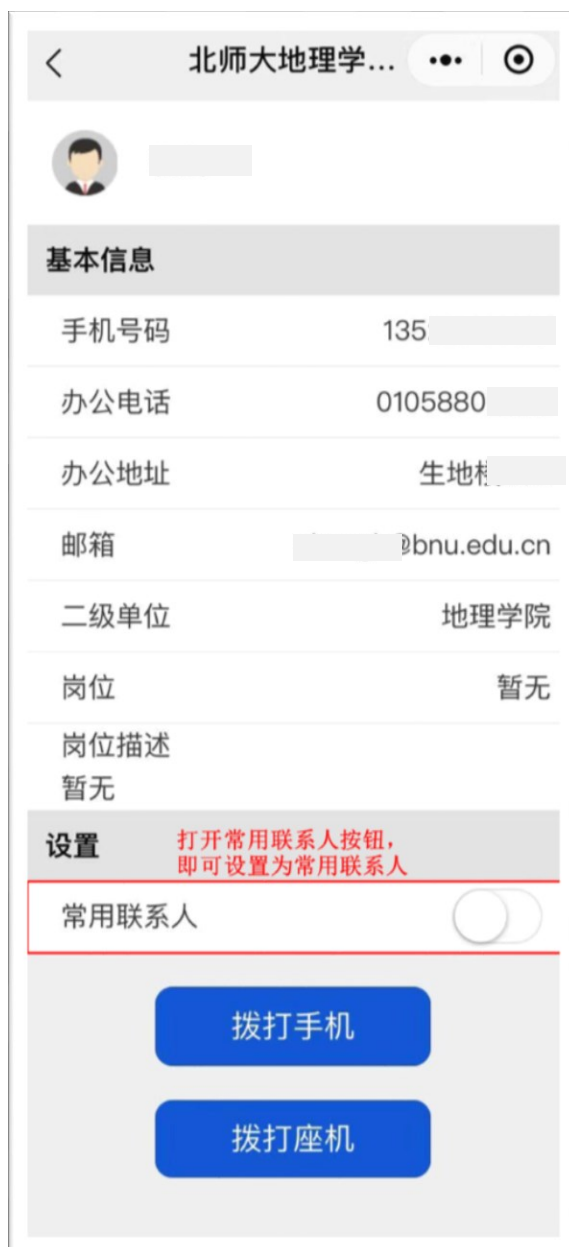 北师大地理学...
基本信息
手机号码 135
办公电话 0105880
办公地址 生地
邮箱 @bnu.edu.cn
二级单位 地理学院
岗位 暂无
岗位描述
暂无
设置 打开常用联系人按钮，
即可设置为常用联系人
常用联系人
拨打手机
拨打座机